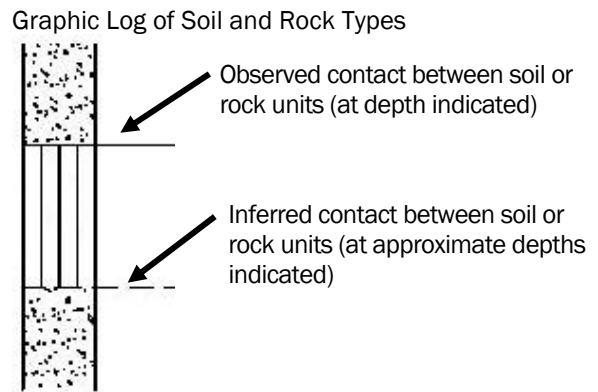 Graphic Log of Soil and Rock Types
Observed contact between soil or
rock units (at depth indicated)
Inferred contact between soil or
rock units (at approximate depths
indicated)